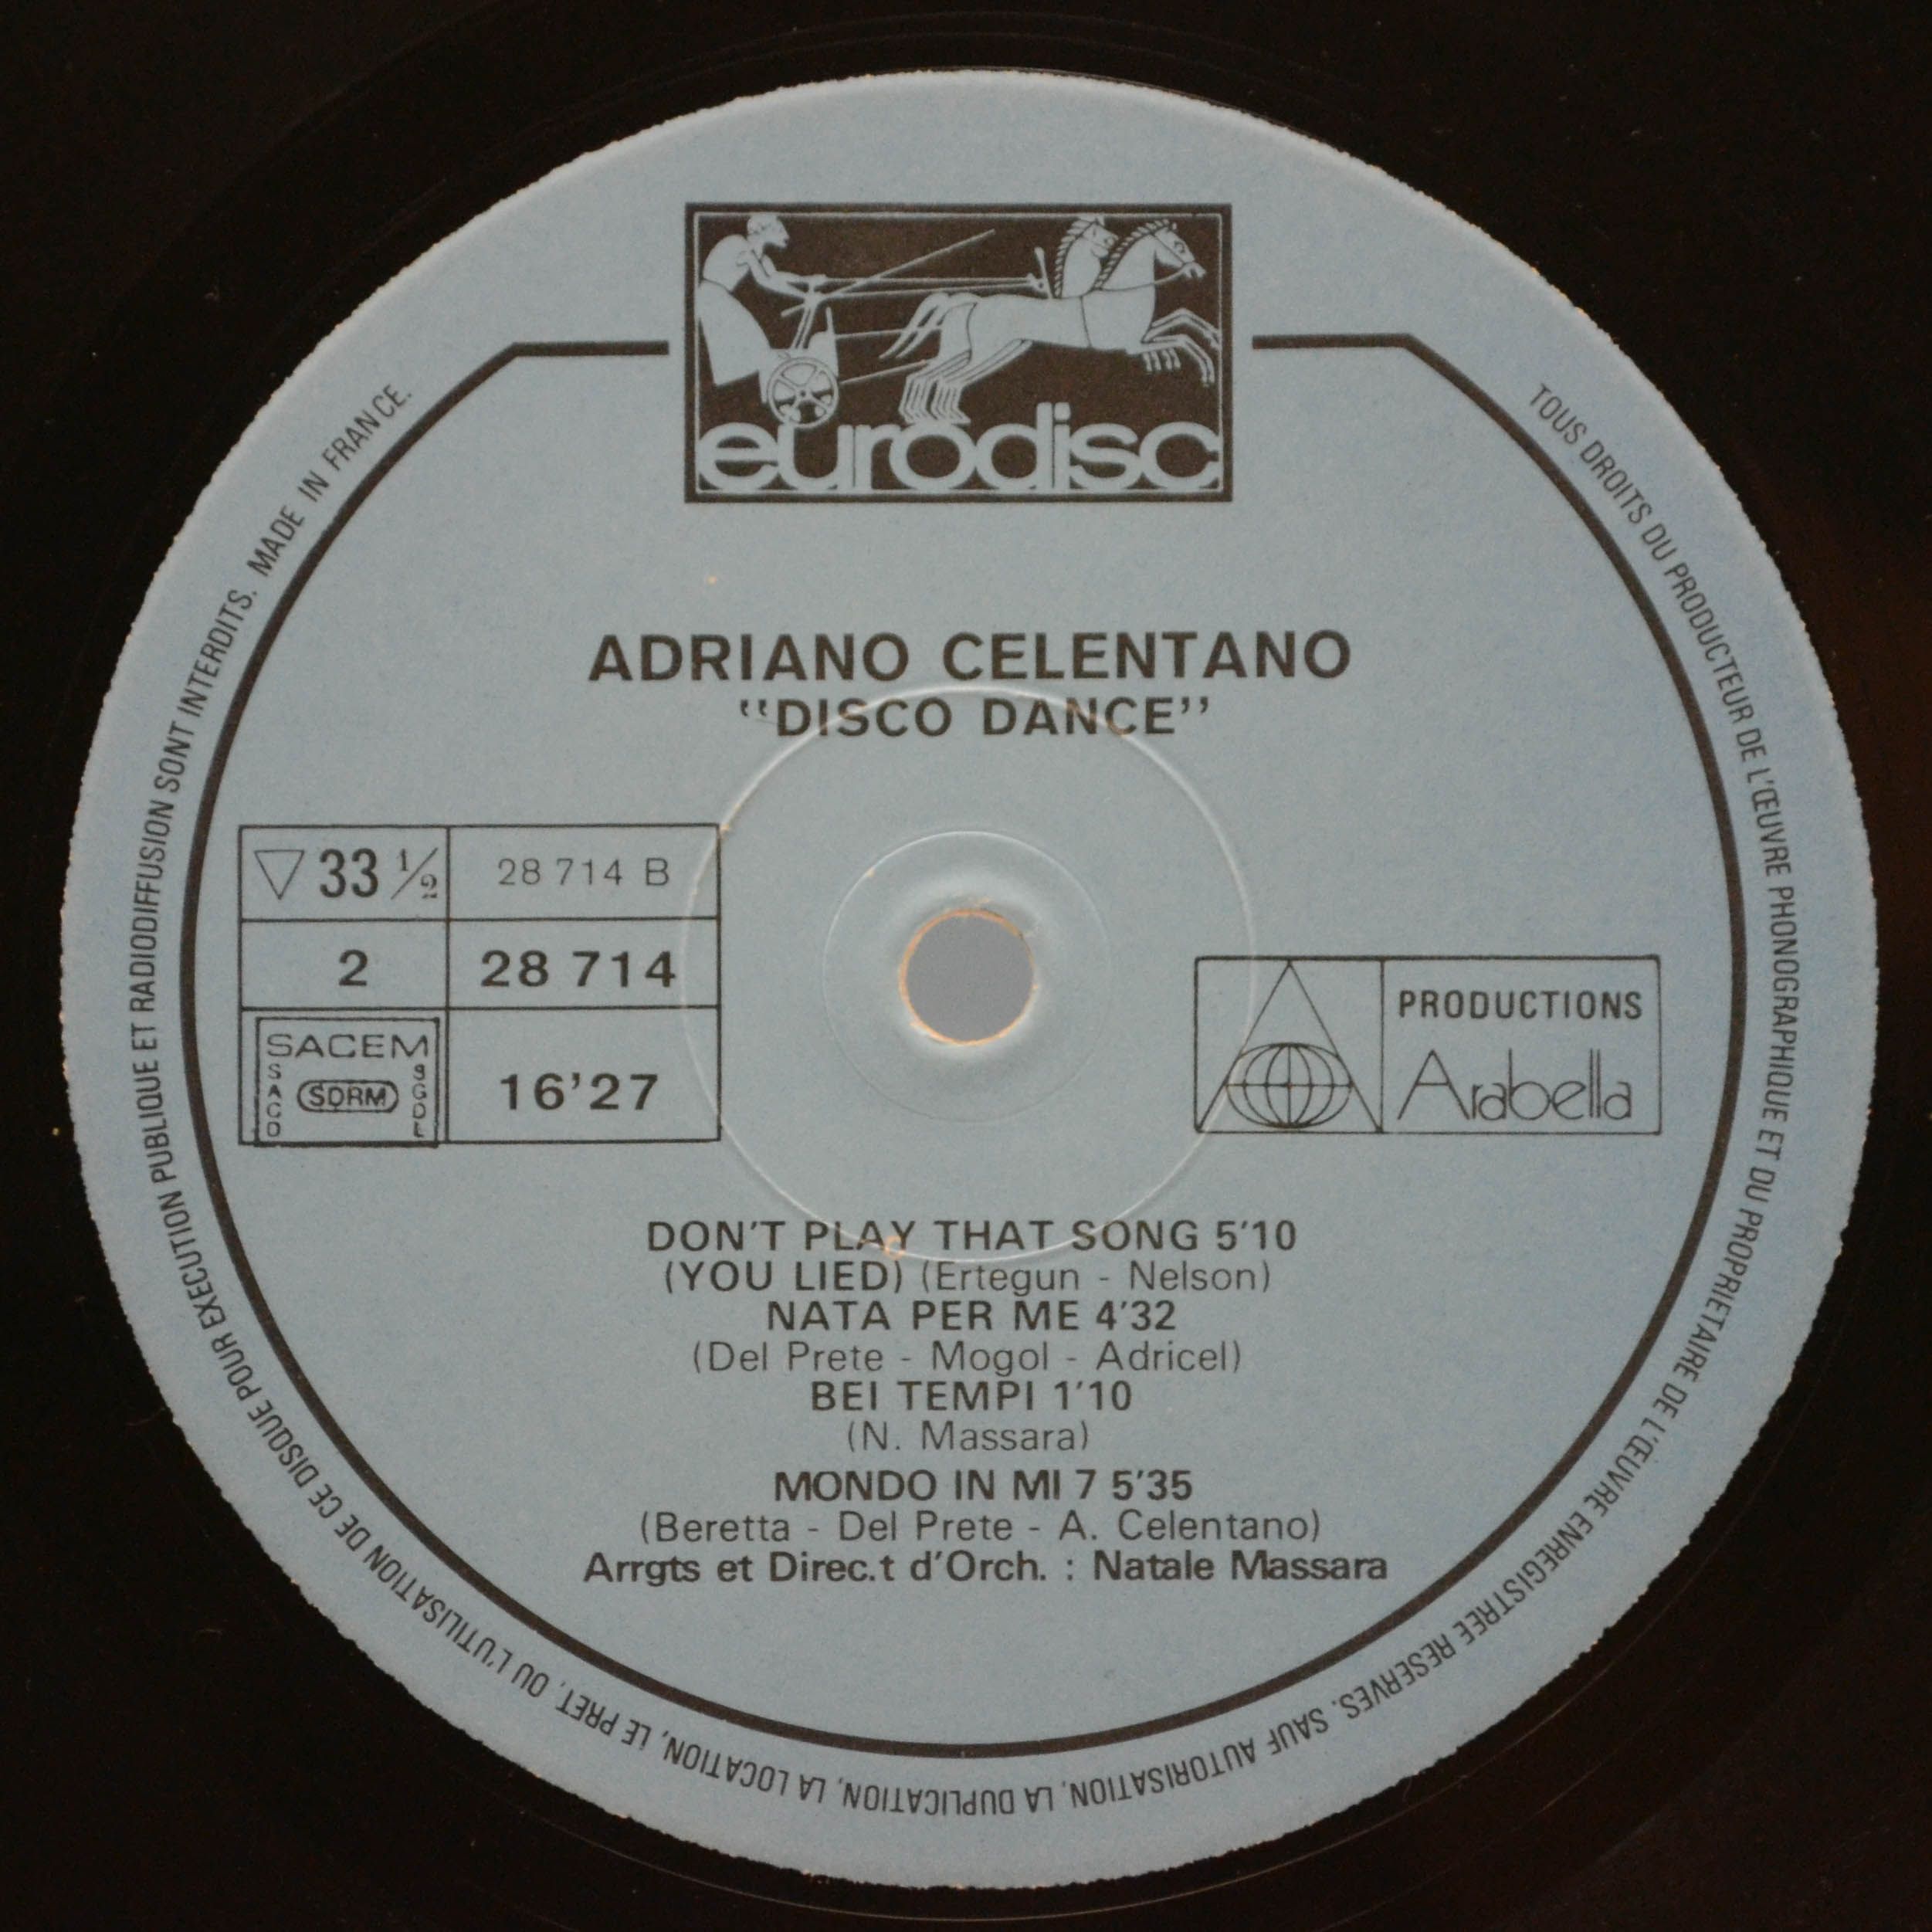 eurodisc
ADRIANO CELENTANO
"DISCO DANCE"
▽ 33 1/2
28 714 B
2
28 714
SACEM
SACD
SDRM
SGDL
16'27
PRODUCTIONS
Arabella
DON'T PLAY THAT SONG 5'10
(YOU LIED) (Ertegun - Nelson)
NATA PER ME 4'32
(Del Prete - Mogol - Adricel)
BEI TEMPI 1'10
(N. Massara)
MONDO IN MI 7 5'35
(Beretta - Del Prete - A. Celentano)
Arrgts et Direc.t d'Orch. : Natale Massara
TOUS DROITS DU PRODUCTEUR DE L'ŒUVRE PHONOGRAPHIQUE ET DU PROPRIETAIRE DE L'ŒUVRE ENREGISTREE RESERVES. SAUF AUTORISATION, LA DUPLICATION, LA LOCATION, LE PRET, OU L'UTILISATION DE CE DISQUE POUR EXECUTION PUBLIQUE ET RADIODIFFUSION SONT INTERDITS. MADE IN FRANCE.